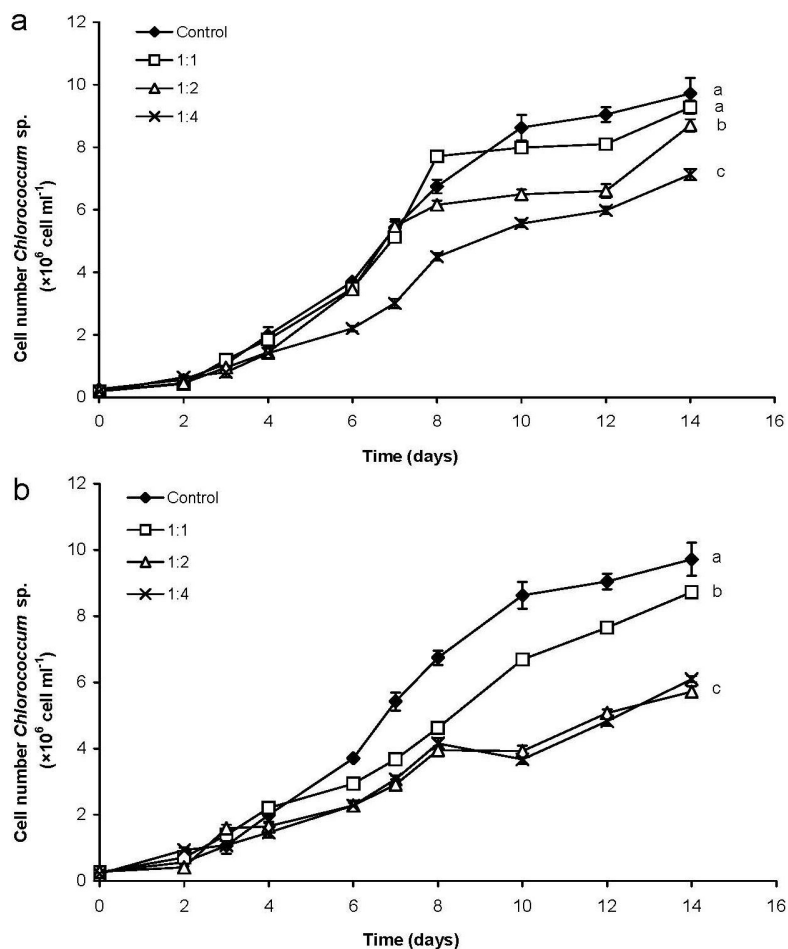 a
12
10
8
6
4
2
0
Cell number Chlorococcum sp.
(×10⁶ cell ml⁻¹)
Control
1:1
1:2
1:4
a
a
b
c
0 2 4 6 8 10 12 14 16
Time (days)
b
12
10
8
6
4
2
0
Cell number Chlorococcum sp.
(×10⁶ cell ml⁻¹)
Control
1:1
1:2
1:4
a
b
c
0 2 4 6 8 10 12 14 16
Time (days)